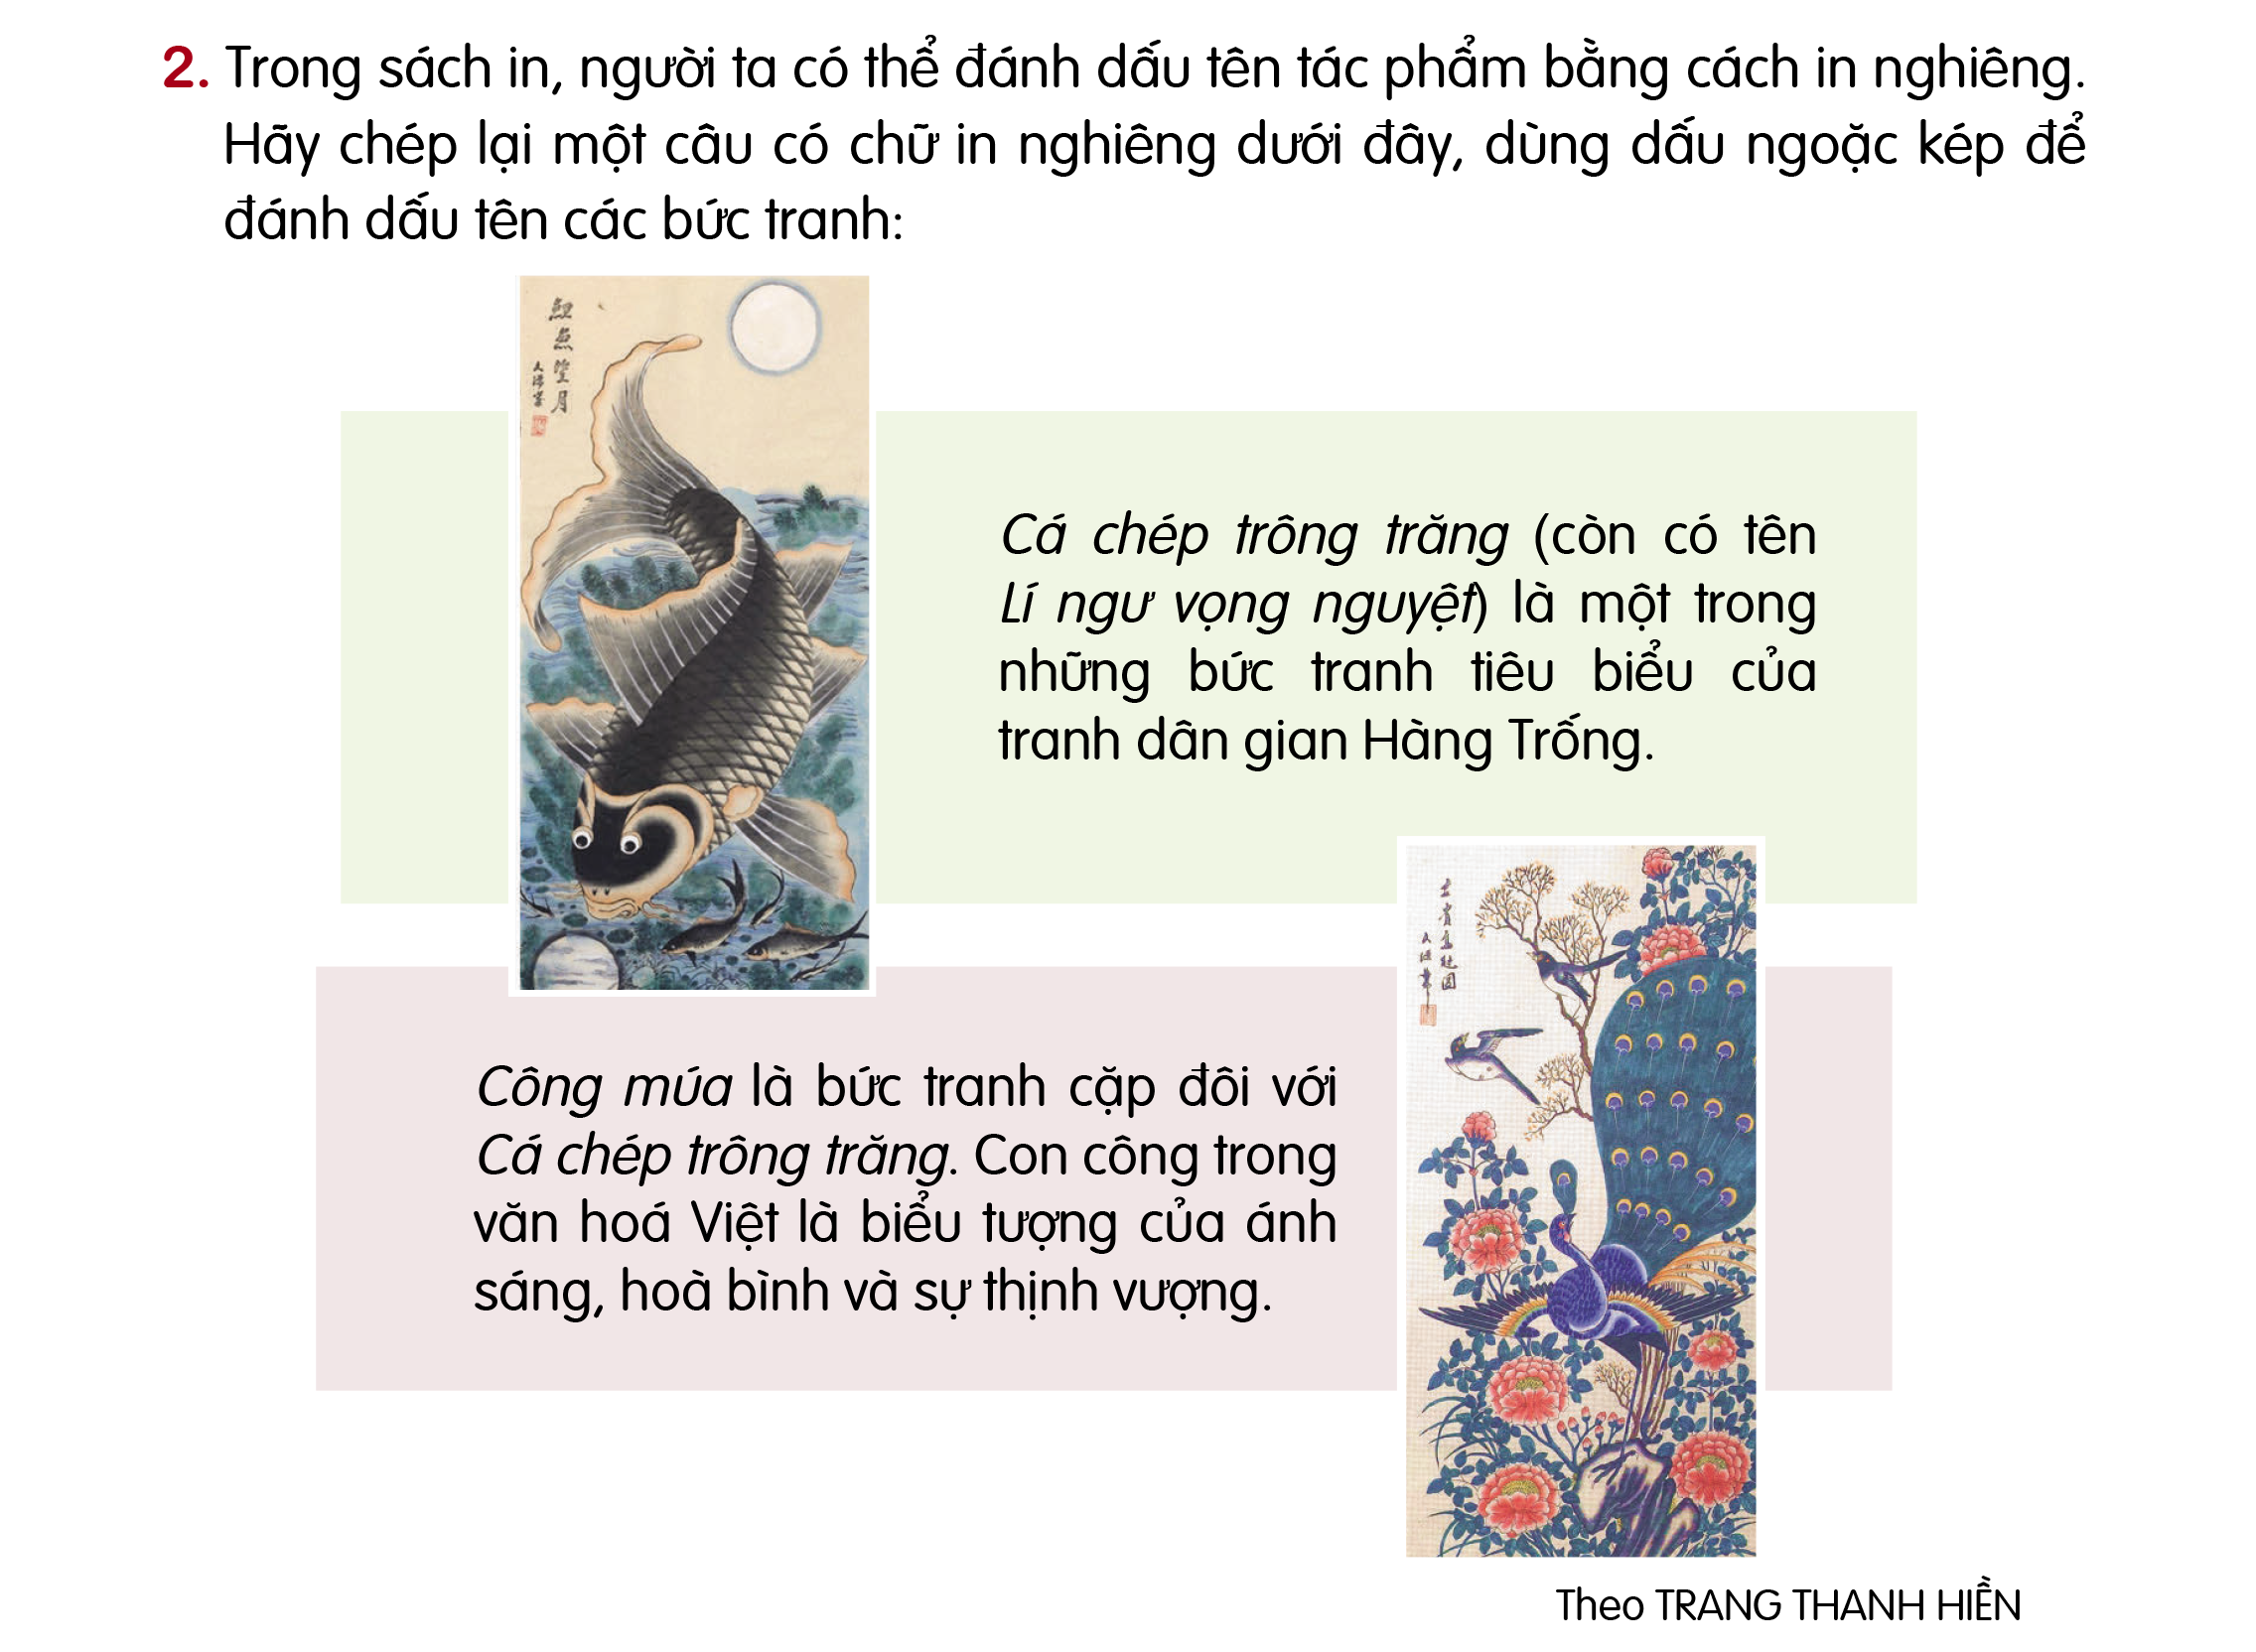 2. Trong sách in, người ta có thể đánh dấu tên tác phẩm bằng cách in nghiêng.
Hãy chép lại một câu có chữ in nghiêng dưới đây, dùng dấu ngoặc kép để
đánh dấu tên các bức tranh:
鯉魚望月
Cá chép trông trăng (còn có tên
Lí ngư vọng nguyệt) là một trong
những bức tranh tiêu biểu của
tranh dân gian Hàng Trống.
Công múa là bức tranh cặp đôi với
Cá chép trông trăng. Con công trong
văn hoá Việt là biểu tượng của ánh
sáng, hoà bình và sự thịnh vượng.
Theo TRANG THANH HIỀN